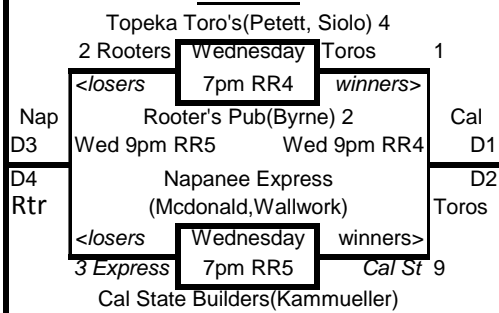 Topeka Toro's(Petett, Siolo) 4
2 Rooters Wednesday Toros 1
<losers 7pm RR4 winners>
Nap Rooter's Pub(Byrne) 2 Cal
D3 Wed 9pm RR5 Wed 9pm RR4 D1
D4 Napanee Express D2
Rtr (Mcdonald,Wallwork) Toros
<losers Wednesday winners>
3 Express 7pm RR5 Cal St 9
Cal State Builders(Kammueller)